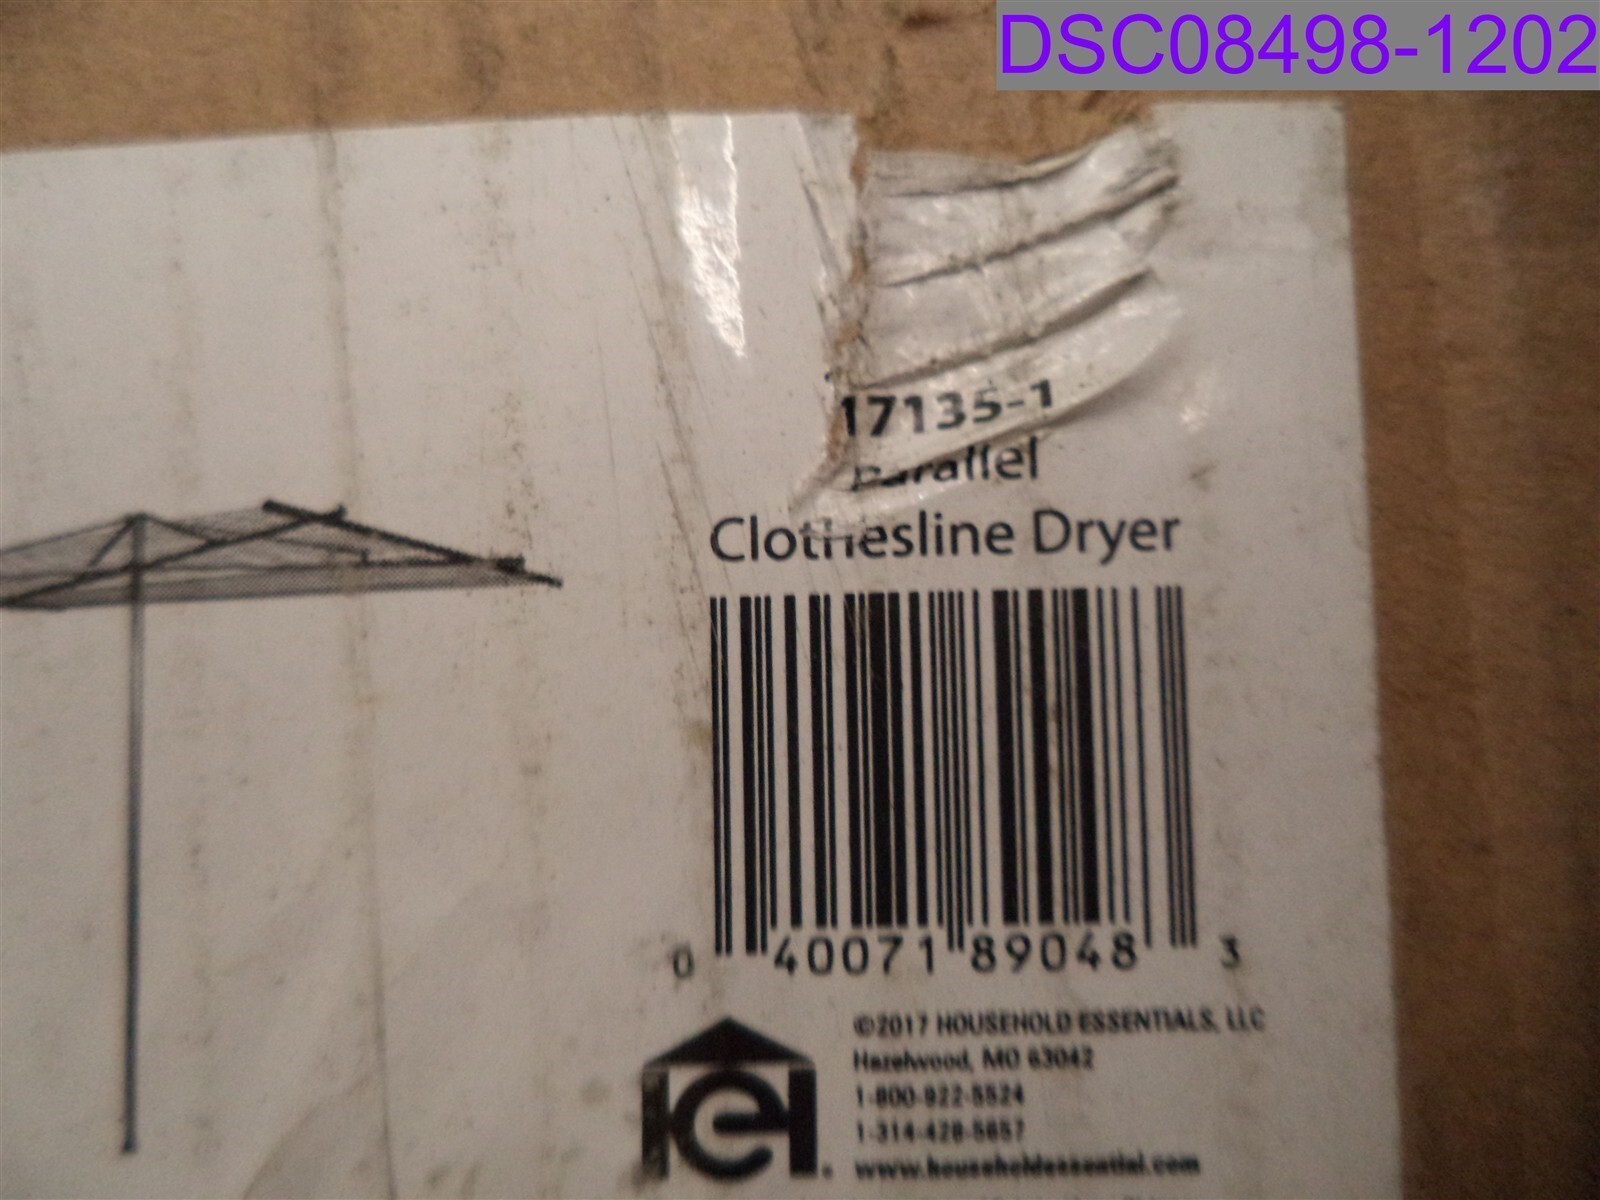 DSC08498-1202
17135-1
Parallel
Clothesline Dryer
0 40071 89048 3
©2017 HOUSEHOLD ESSENTIALS, LLC
Hazelwood, MO 63042
1-800-922-5524
1-314-428-5657
www.householdessential.com